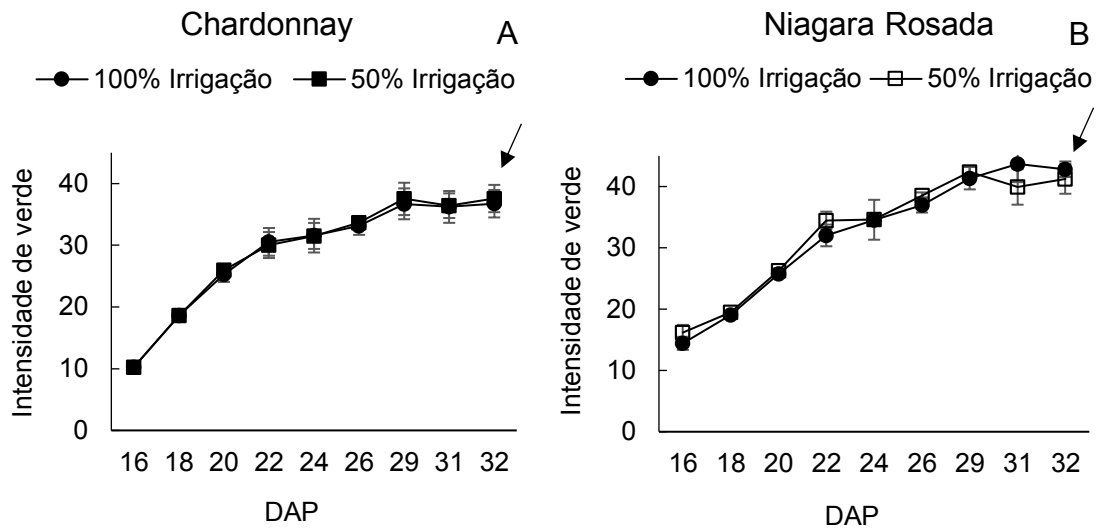 Chardonnay
A
100% Irrigação
50% Irrigação
Intensidade de verde
40
30
20
10
0
16 18 20 22 24 26 29 31 32
DAP
Niagara Rosada
B
100% Irrigação
50% Irrigação
Intensidade de verde
40
30
20
10
0
16 18 20 22 24 26 29 31 32
DAP